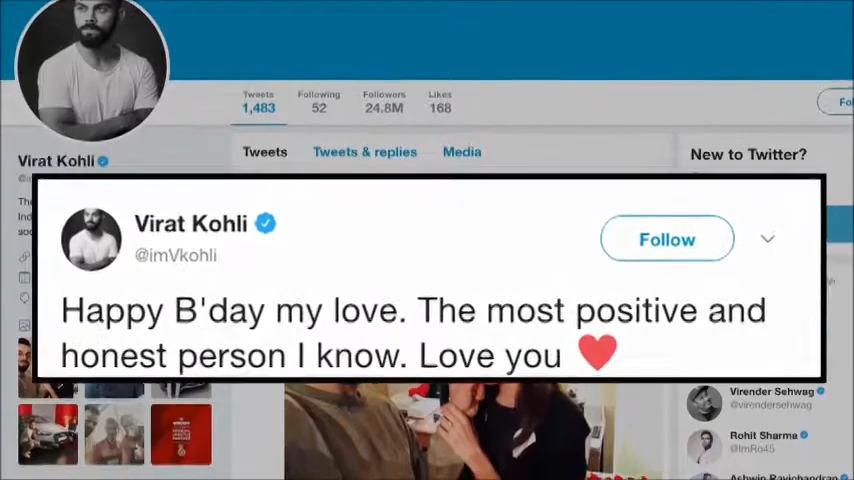 Tweets Following Followers Likes
1,483 52 24.8M 168
Virat Kohli
Tweets Tweets & replies Media
New to Twitter?
Virat Kohli
@imVkohli
Follow
Happy B'day my love. The most positive and
honest person I know. Love you ❤
Virender Sehwag
@virendersehwag
Rohit Sharma
@ImRo45
Ashwin Ravichandran